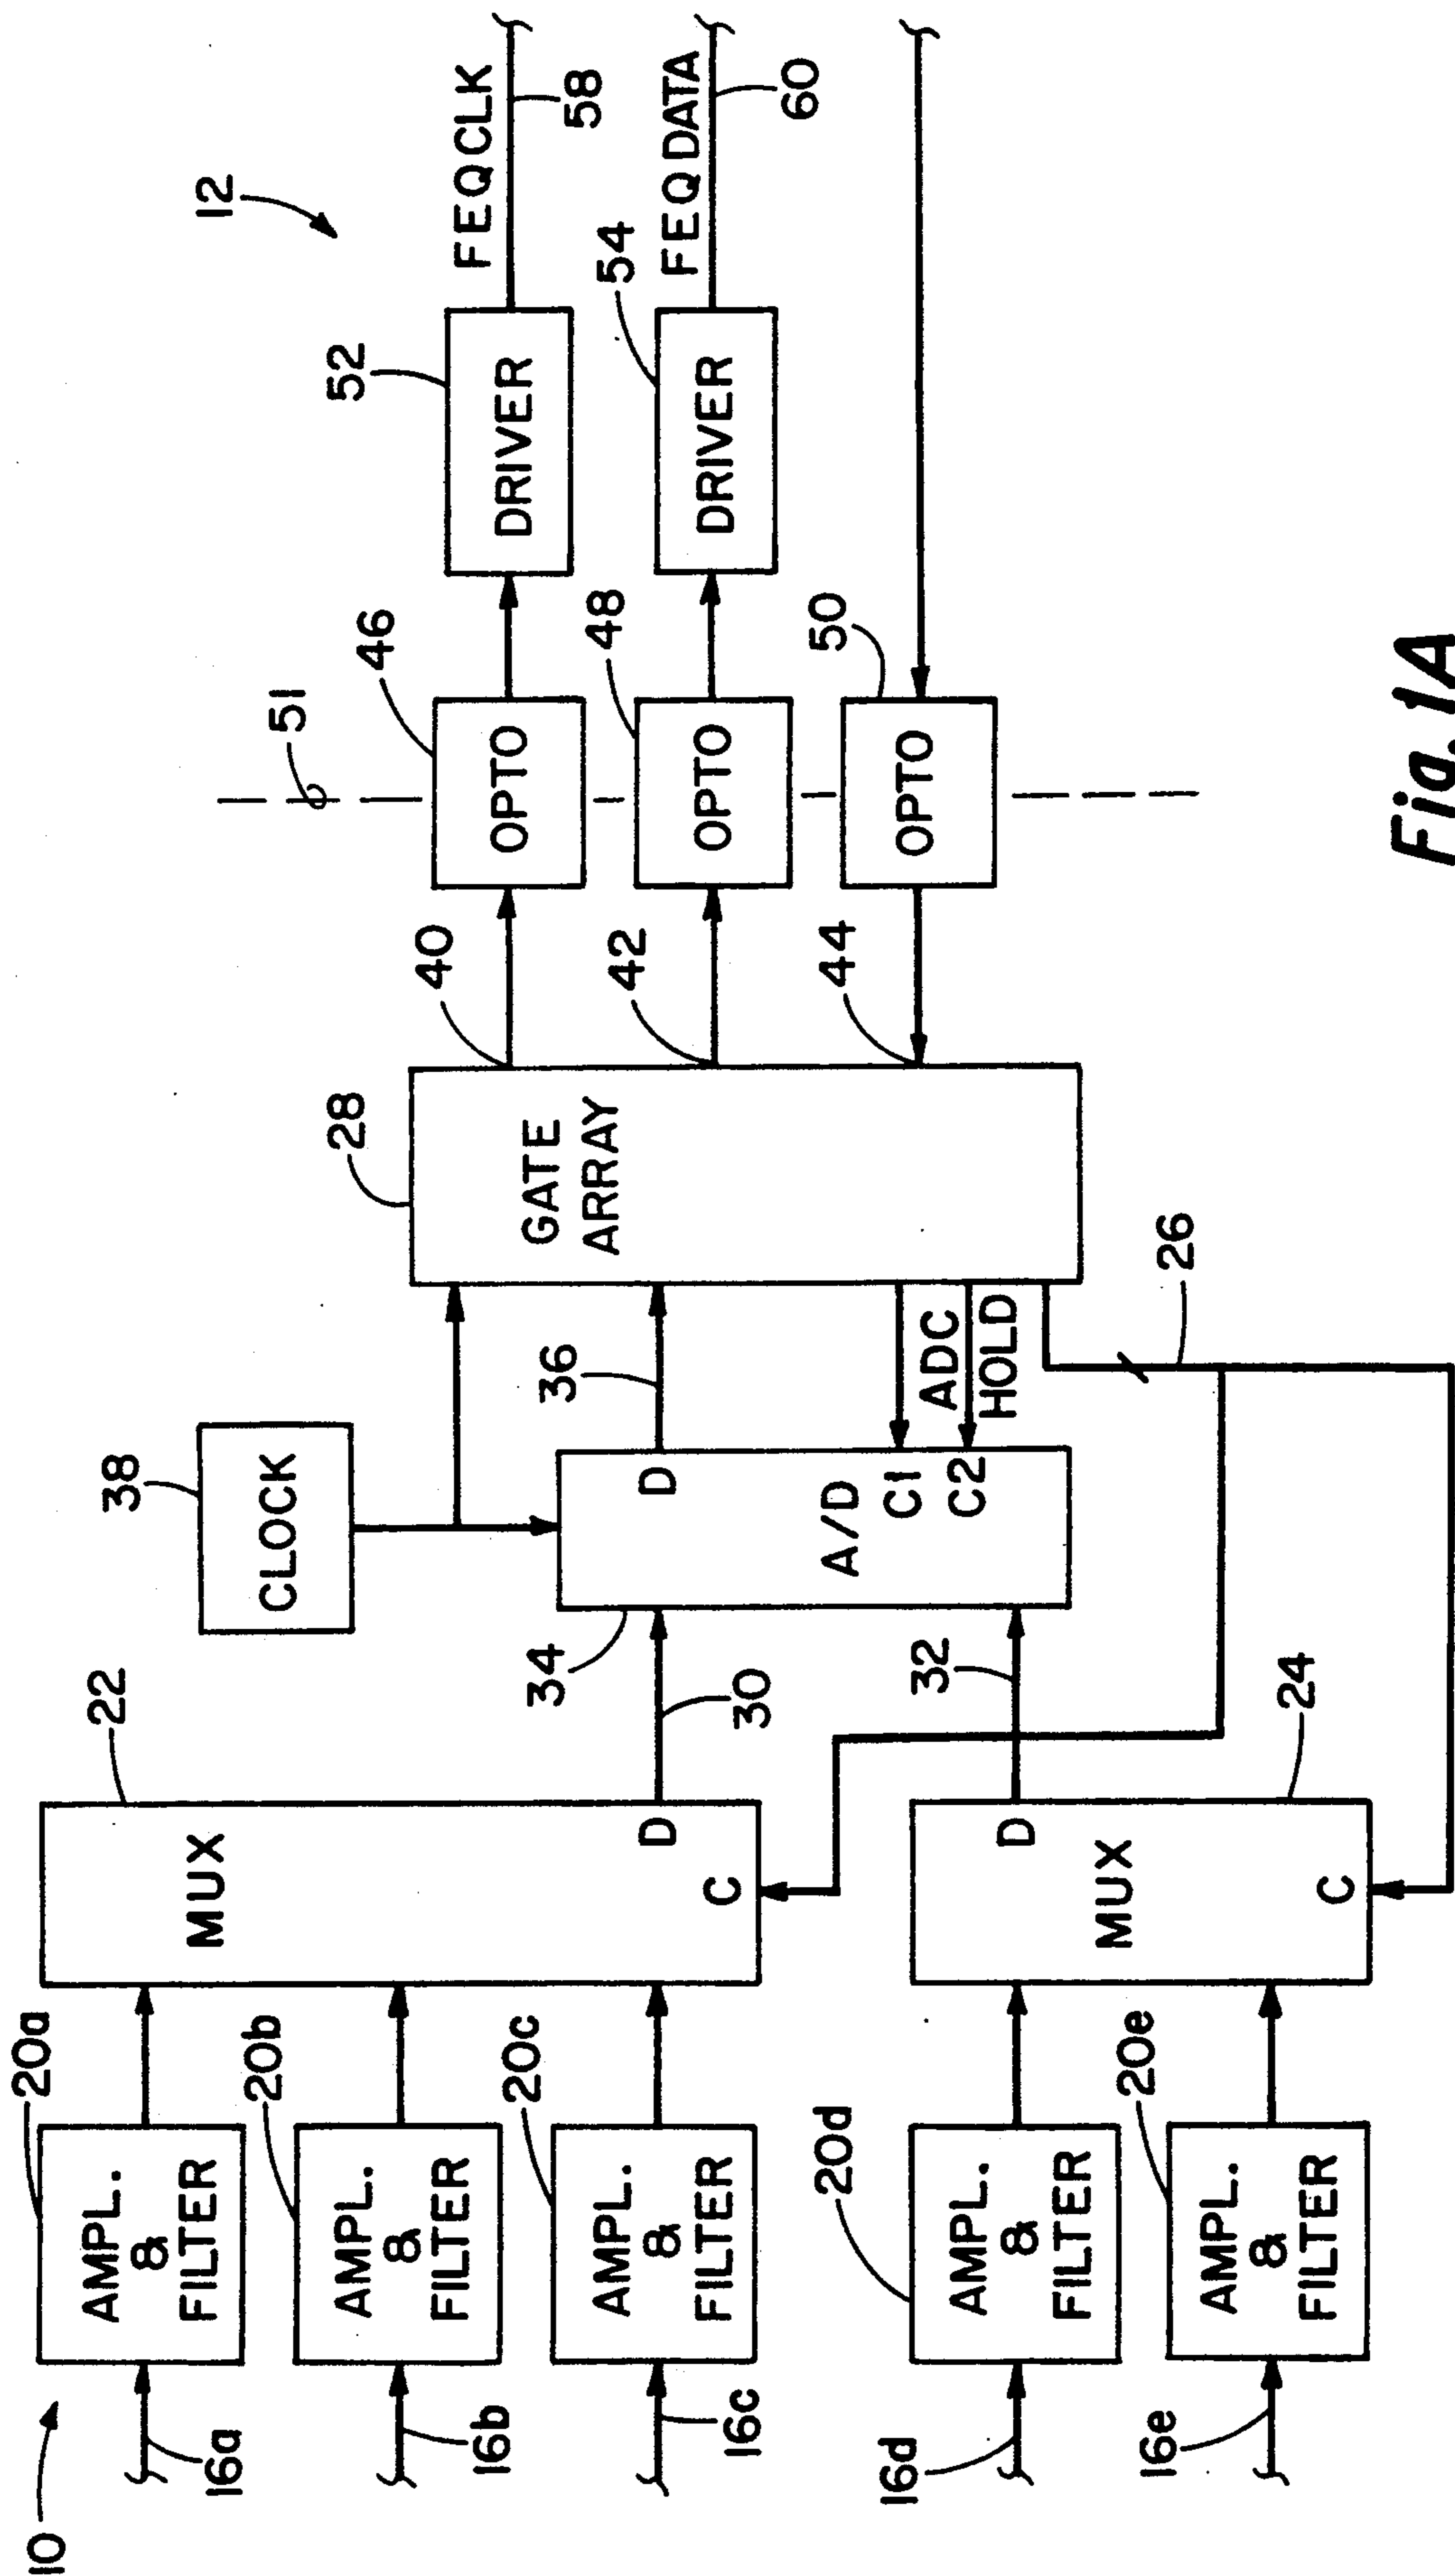 10
12
16a
16b
16c
16d
16e
20a
AMPL.
&
FILTER
20b
AMPL.
&
FILTER
20c
AMPL.
&
FILTER
20d
AMPL.
&
FILTER
20e
AMPL.
&
FILTER
22
MUX
D
C
24
MUX
D
C
30
32
34
38
CLOCK
D
A/D
C1
C2
36
ADC
HOLD
26
28
GATE
ARRAY
40
42
44
46
OPTO
48
OPTO
50
OPTO
51
52
DRIVER
54
DRIVER
FEQCLK
58
FEQDATA
60
Fig. 1A